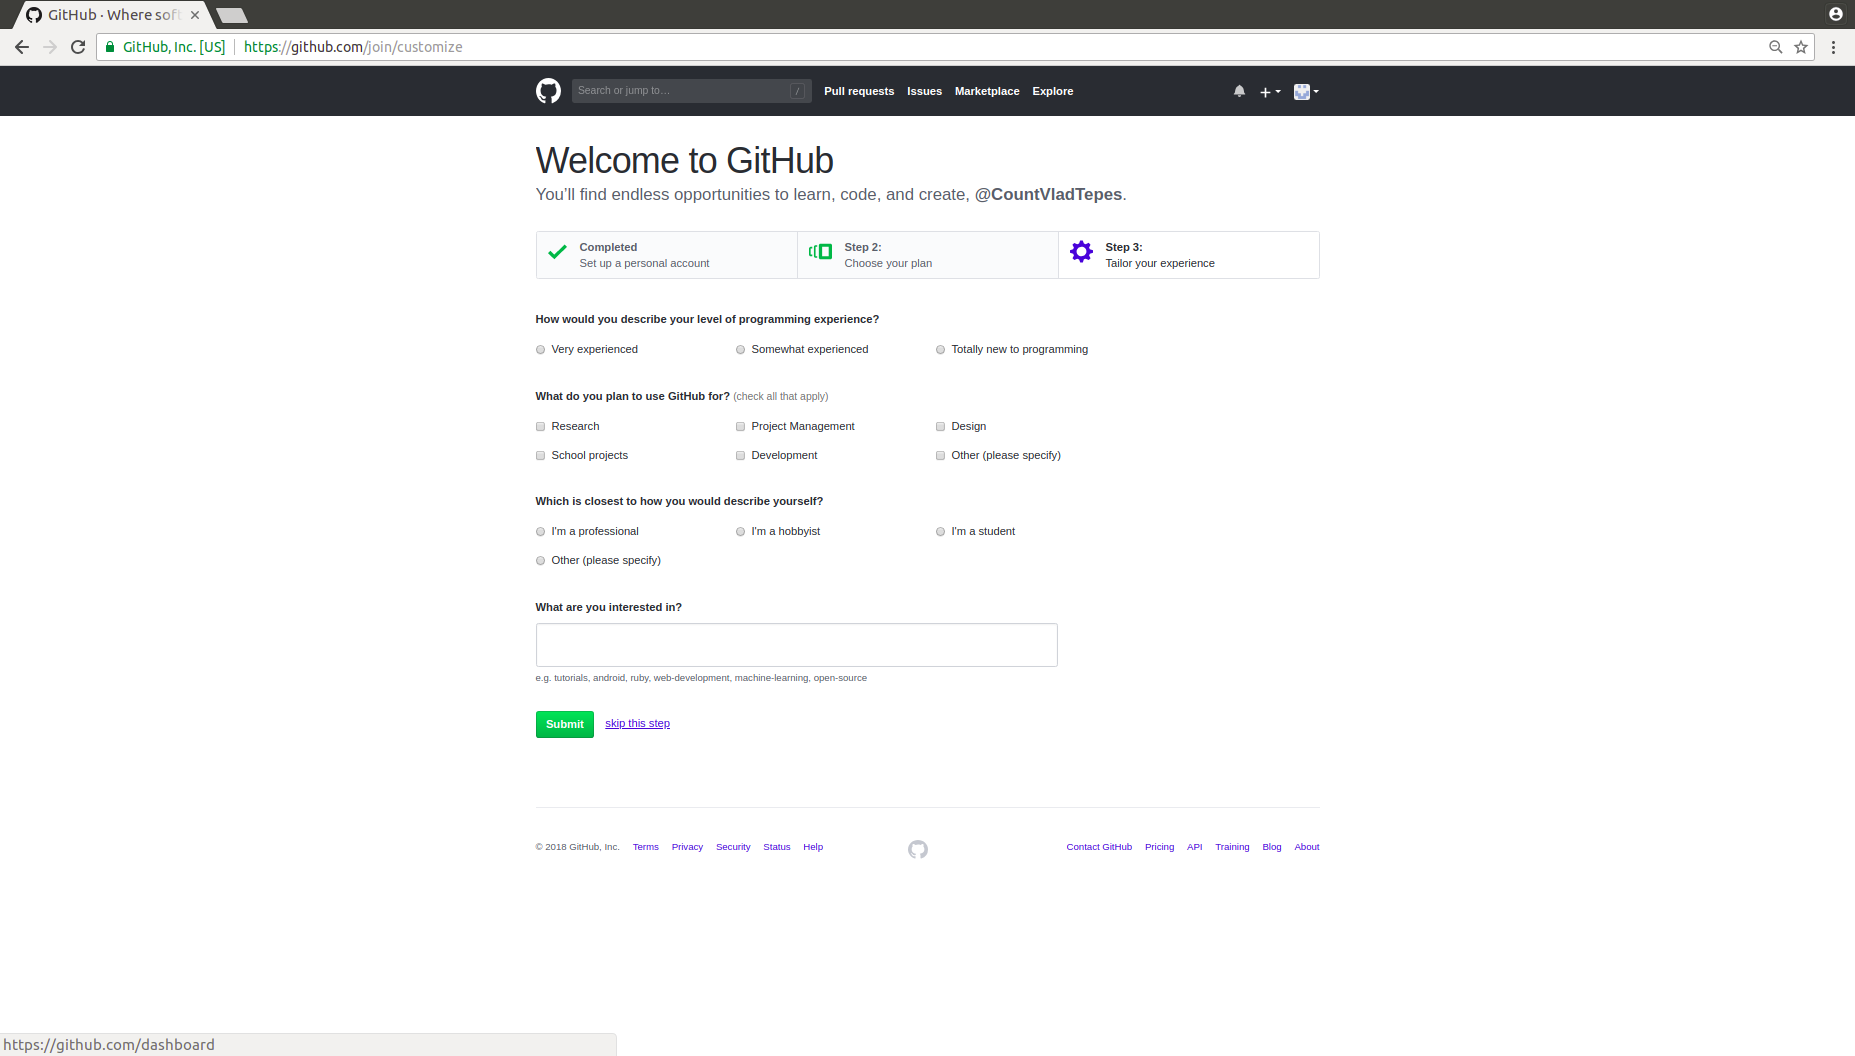 GitHub · Where soft
GitHub, Inc. [US] https://github.com/join/customize
Search or jump to… / Pull requests Issues Marketplace Explore
Welcome to GitHub
You'll find endless opportunities to learn, code, and create, @CountVladTepes.
Completed
Set up a personal account
Step 2:
Choose your plan
Step 3:
Tailor your experience
How would you describe your level of programming experience?
Very experienced Somewhat experienced Totally new to programming
What do you plan to use GitHub for? (check all that apply)
Research Project Management Design
School projects Development Other (please specify)
Which is closest to how you would describe yourself?
I'm a professional I'm a hobbyist I'm a student
Other (please specify)
What are you interested in?
e.g. tutorials, android, ruby, web-development, machine-learning, open-source
Submit skip this step
© 2018 GitHub, Inc. Terms Privacy Security Status Help Contact GitHub Pricing API Training Blog About
https://github.com/dashboard